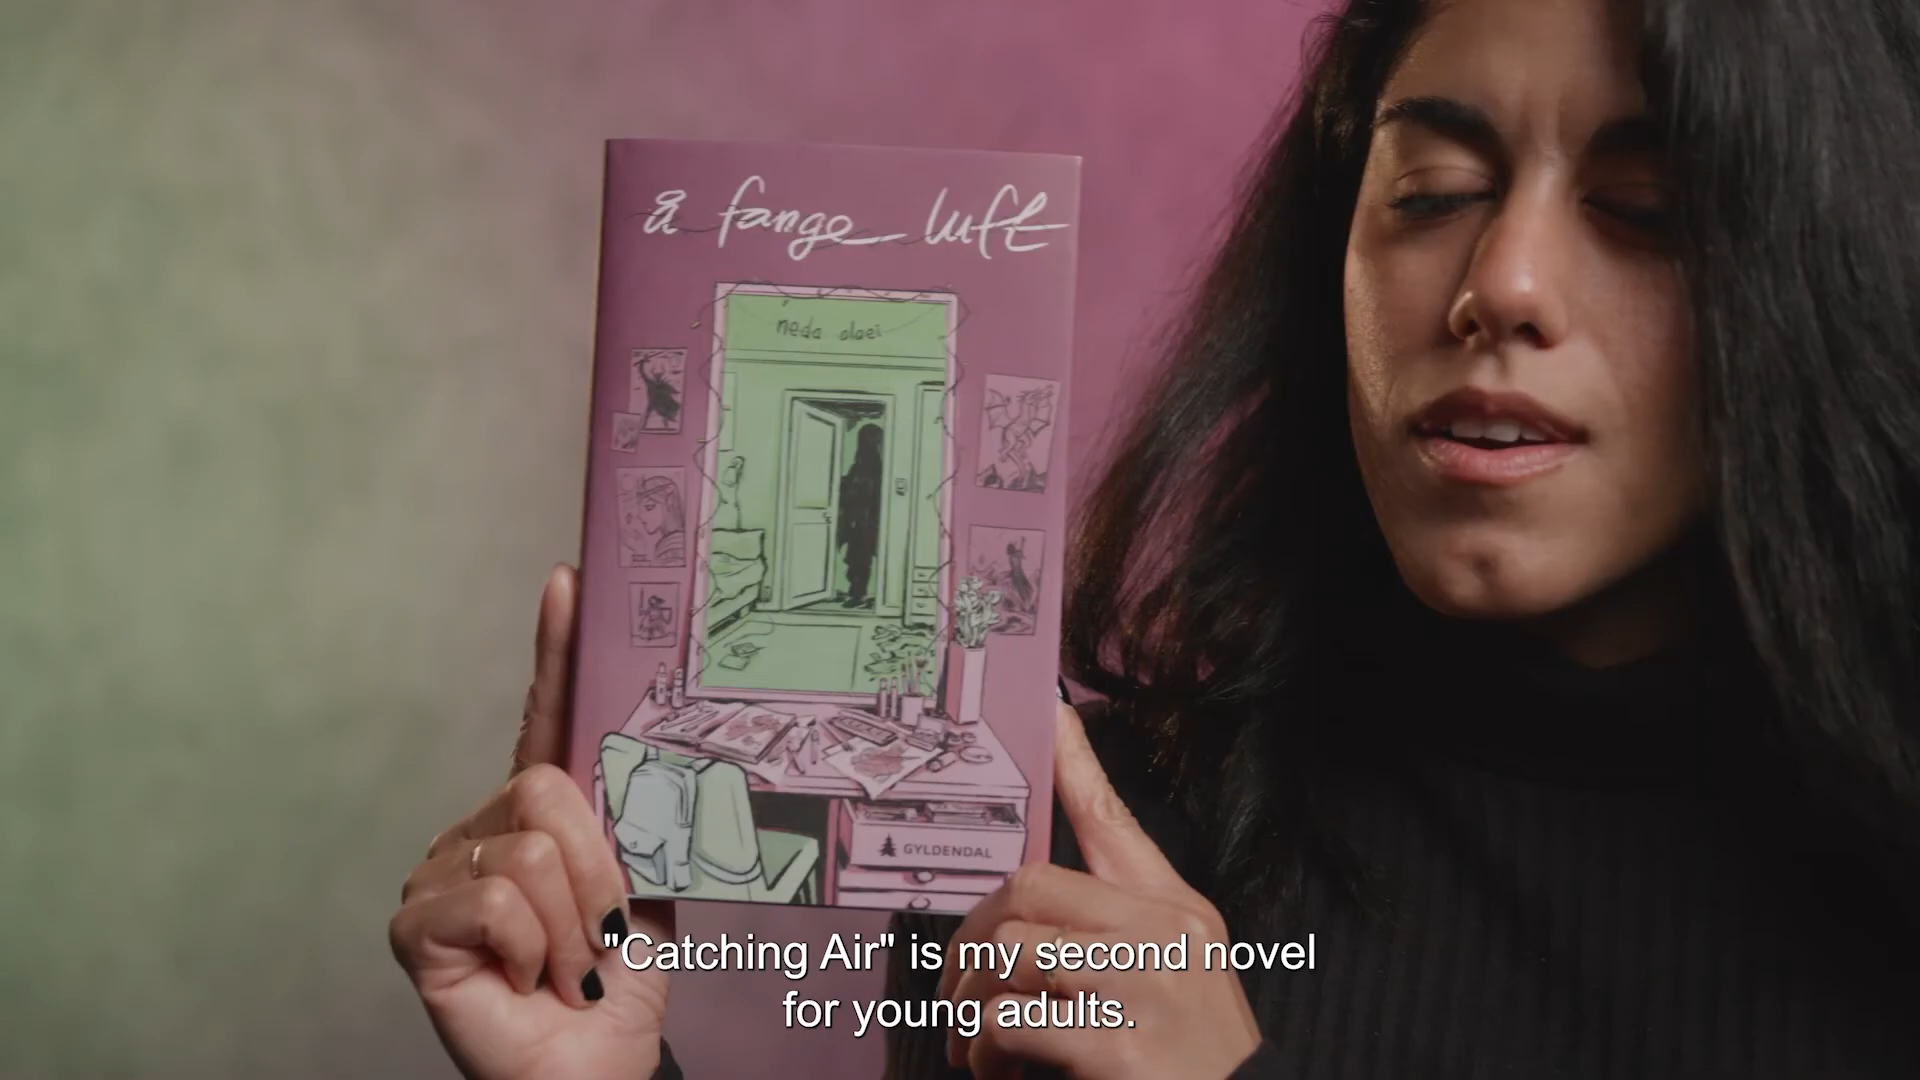 å fange luft
neda alaei
GYLDENDAL
"Catching Air" is my second novel
for young adults.